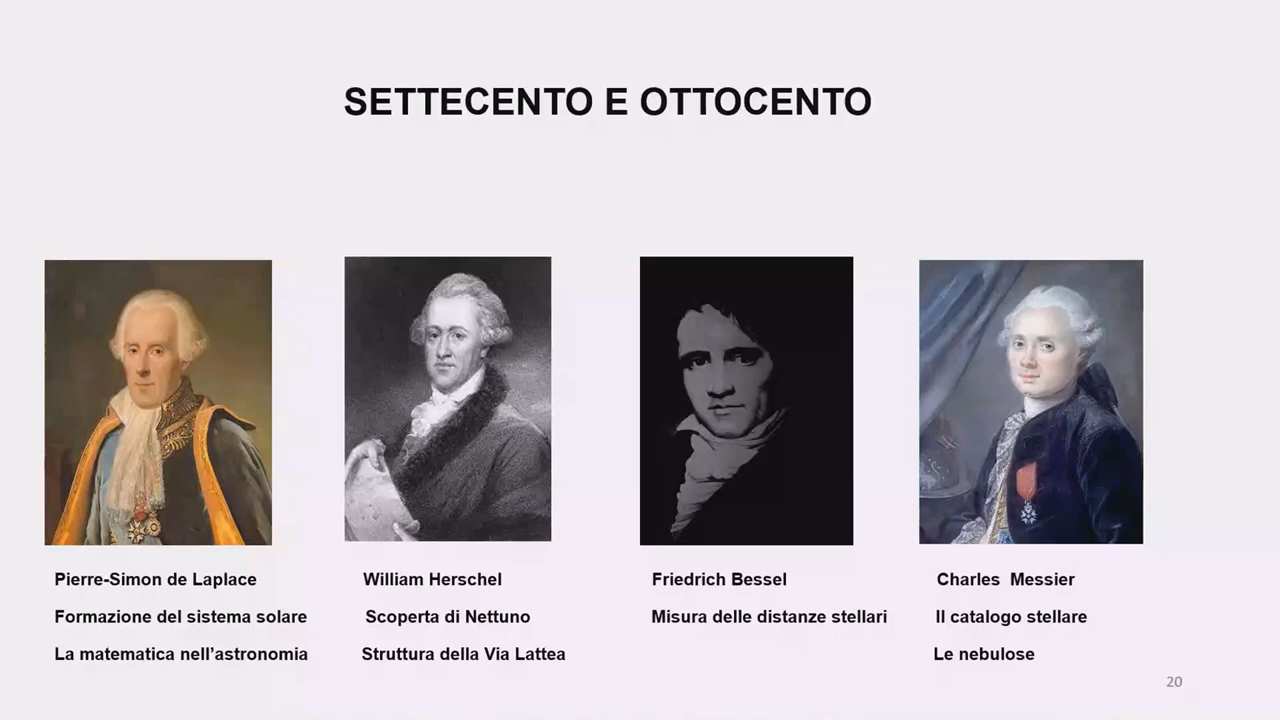 SETTECENTO E OTTOCENTO
Pierre-Simon de Laplace
Formazione del sistema solare
La matematica nell’astronomia
William Herschel
Scoperta di Nettuno
Struttura della Via Lattea
Friedrich Bessel
Misura delle distanze stellari
Charles  Messier
Il catalogo stellare
Le nebulose
20